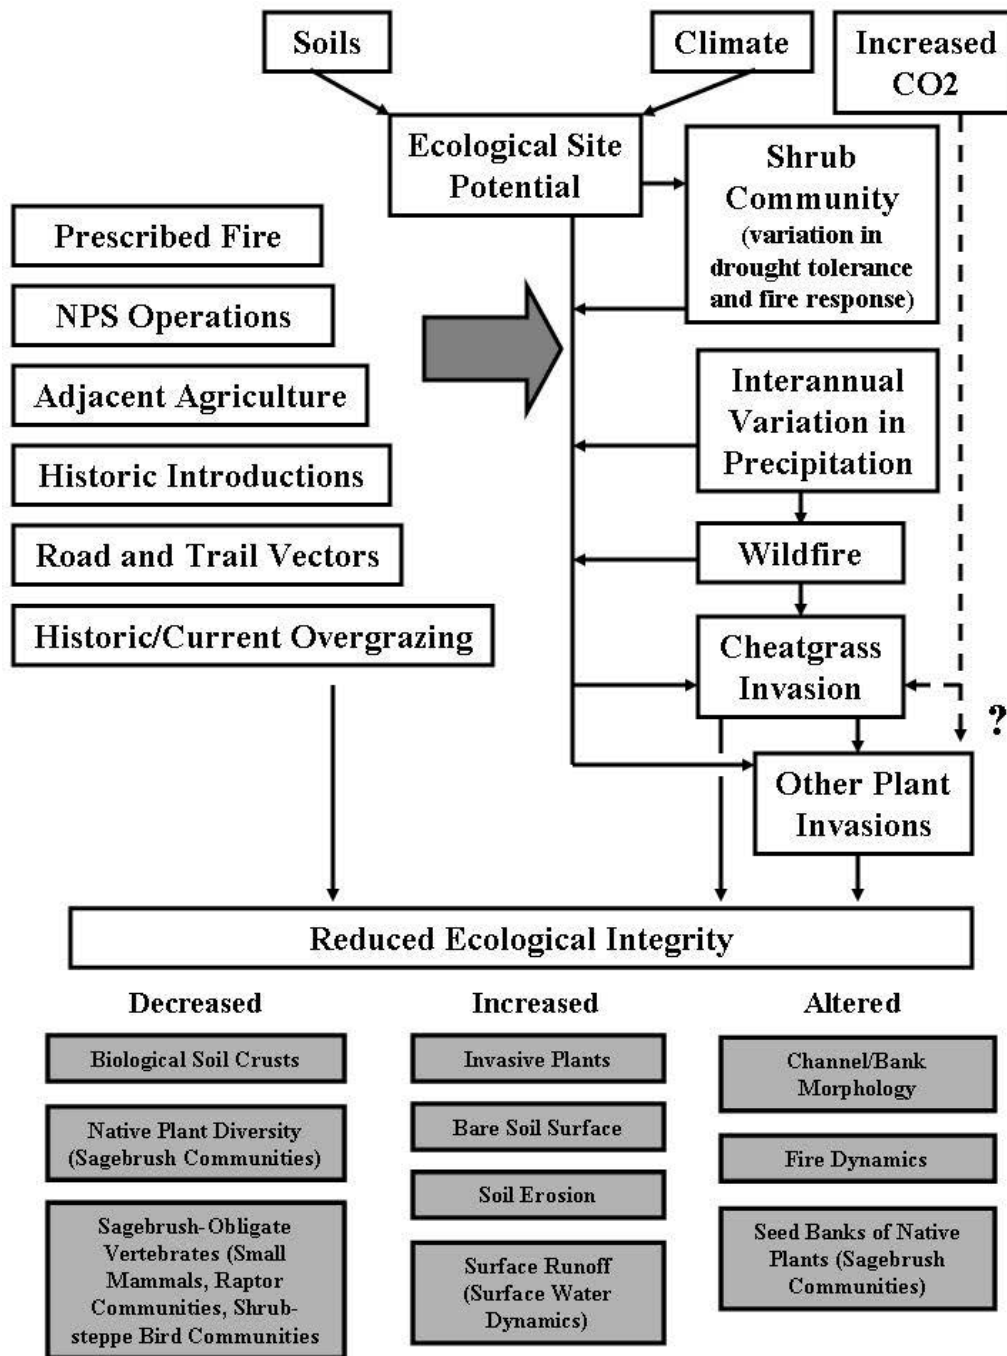 Soils
Climate
Increased
CO2
Ecological Site
Potential
Shrub
Community
(variation in
drought tolerance
and fire response)
Prescribed Fire
NPS Operations
Adjacent Agriculture
Historic Introductions
Road and Trail Vectors
Historic/Current Overgrazing
Interannual
Variation in
Precipitation
Wildfire
Cheatgrass
Invasion
?
Other Plant
Invasions
Reduced Ecological Integrity
Decreased
Biological Soil Crusts
Native Plant Diversity
(Sagebrush Communities)
Sagebrush-Obligate
Vertebrates (Small
Mammals, Raptor
Communities, Shrub-
steppe Bird Communities
Increased
Invasive Plants
Bare Soil Surface
Soil Erosion
Surface Runoff
(Surface Water
Dynamics)
Altered
Channel/Bank
Morphology
Fire Dynamics
Seed Banks of Native
Plants (Sagebrush
Communities)